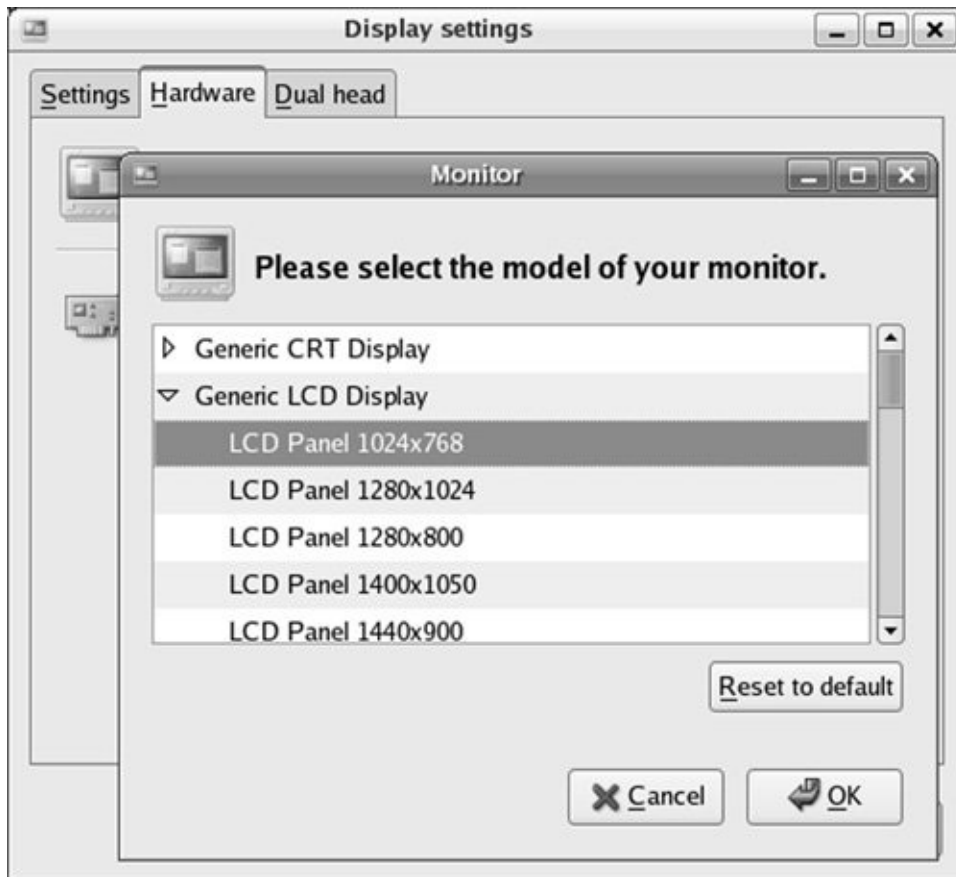 Display settings
Settings Hardware Dual head
Monitor
Please select the model of your monitor.
Generic CRT Display
Generic LCD Display
LCD Panel 1024x768
LCD Panel 1280x1024
LCD Panel 1280x800
LCD Panel 1400x1050
LCD Panel 1440x900
Reset to default
Cancel OK